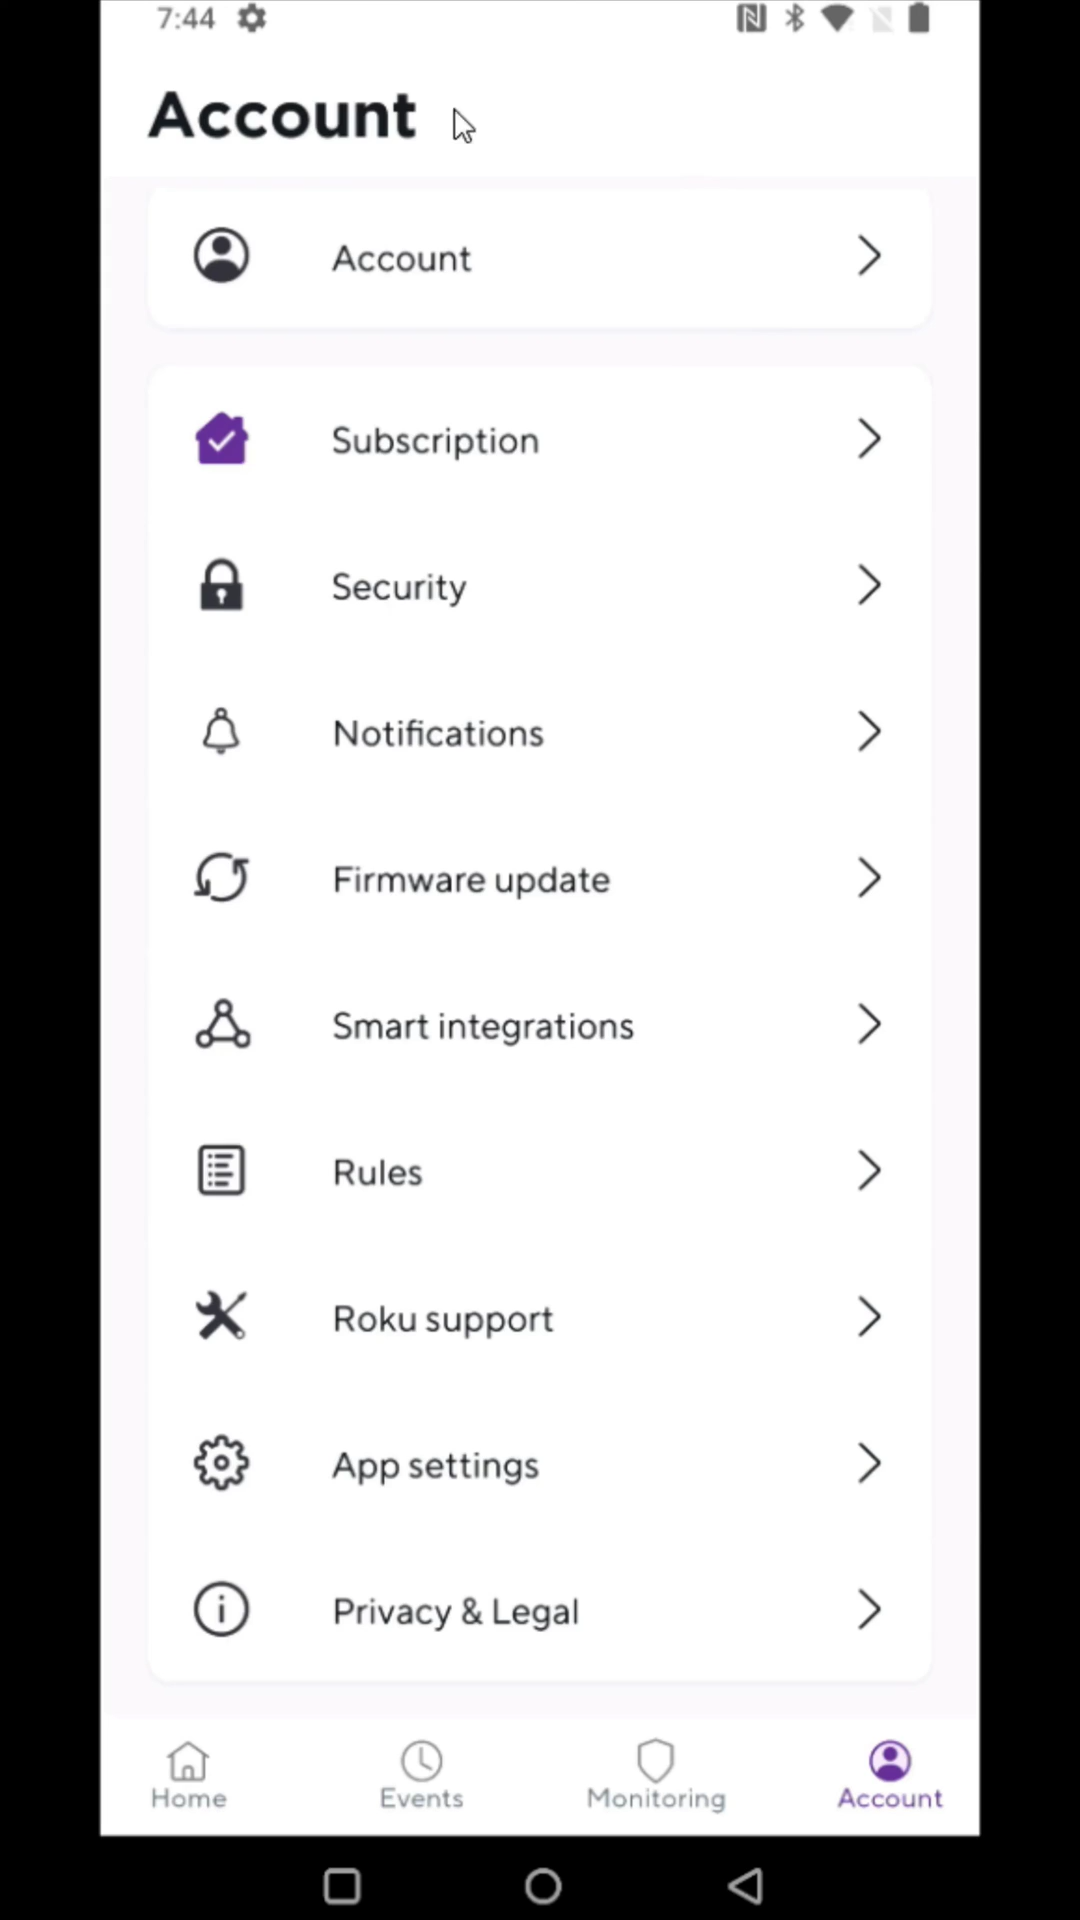 7:44
Account
Account
Subscription
Security
Notifications
Firmware update
Smart integrations
Rules
Roku support
App settings
Privacy & Legal
Home Events Monitoring Account